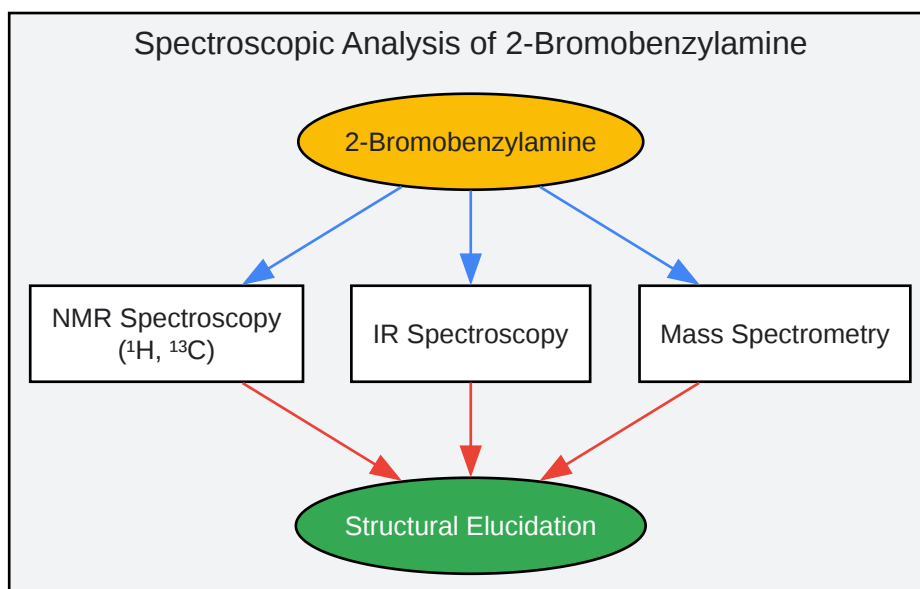 Spectroscopic Analysis of 2-Bromobenzylamine
2-Bromobenzylamine
NMR Spectroscopy
(¹H, ¹³C)
IR Spectroscopy
Mass Spectrometry
Structural Elucidation